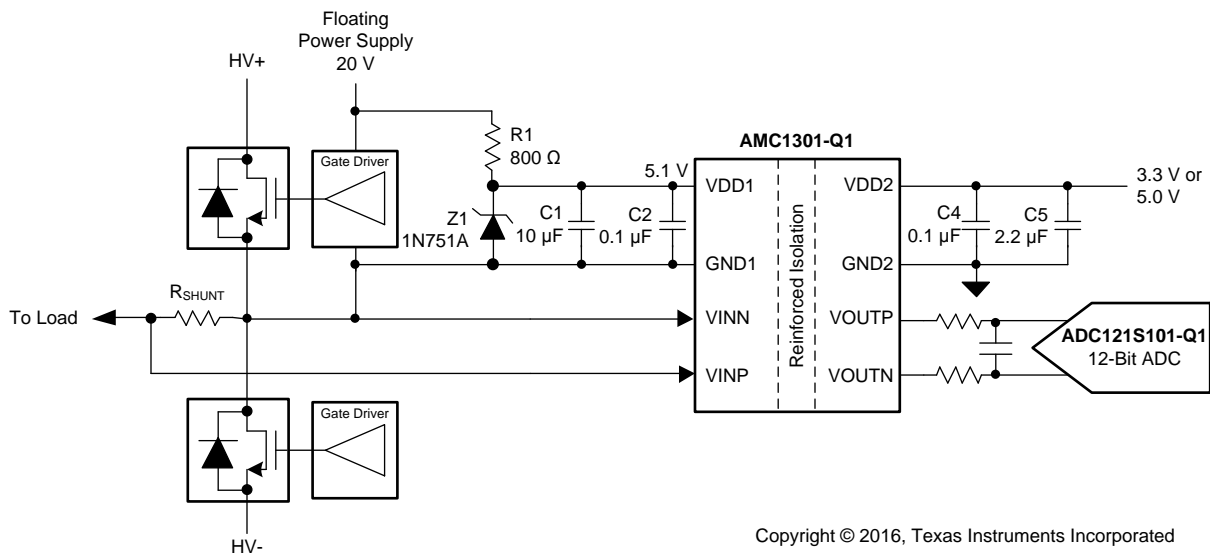 Floating
Power Supply
20 V
HV+
R1
800 Ω
AMC1301-Q1
Gate Driver
5.1 V
VDD1
VDD2
3.3 V or
5.0 V
Z1
1N751A
C1
10 µF
C2
0.1 µF
C4
0.1 µF
C5
2.2 µF
GND1
GND2
Reinforced Isolation
RSHUNT
To Load
VINN
VOUTP
ADC121S101-Q1
12-Bit ADC
VINP
VOUTN
Gate Driver
HV-
Copyright © 2016, Texas Instruments Incorporated